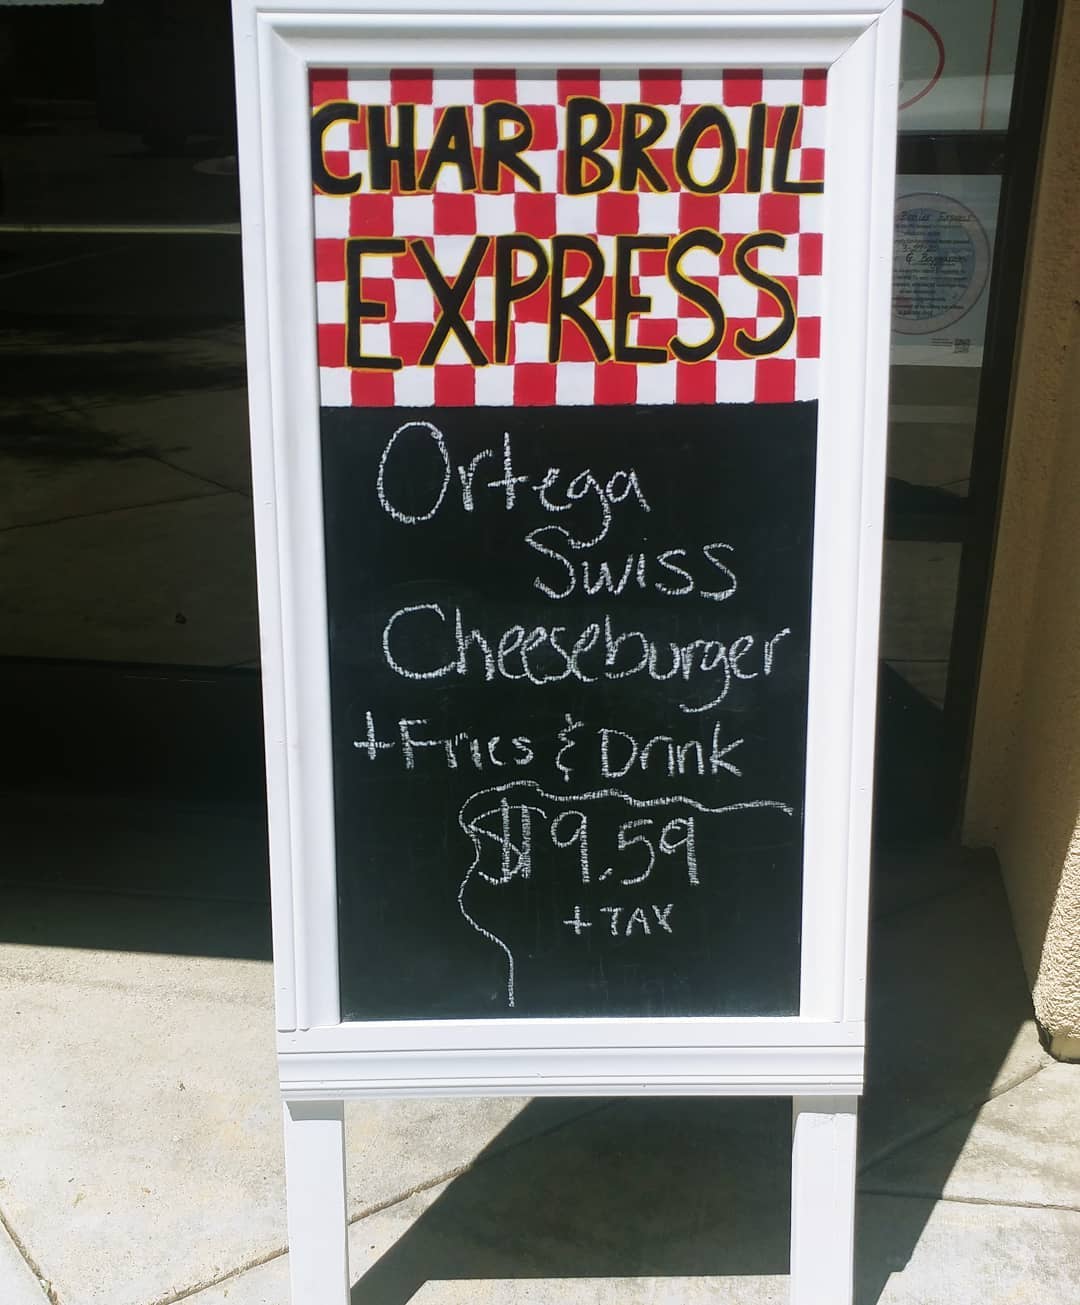 CHAR BROIL
EXPRESS
Ortega
Swiss
Cheeseburger
+Fries & Drink
$9.59
+ TAX